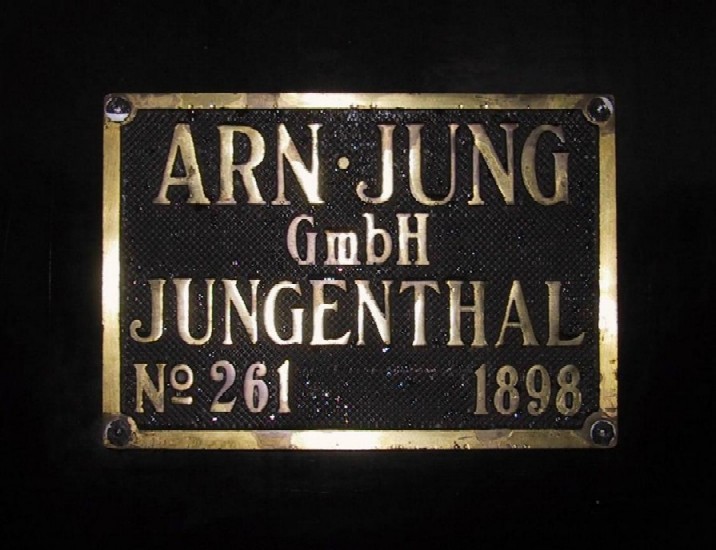 ARN · JUNG
GmbH
JUNGENTHAL
Nº 261 1898